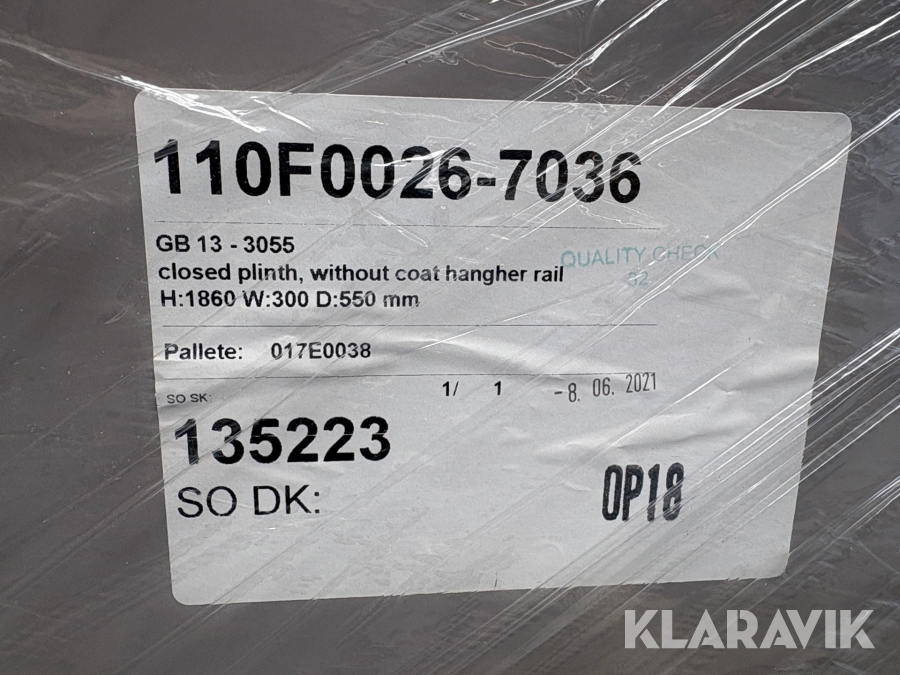 110F0026-7036
GB 13 - 3055
closed plinth, without coat hangher rail
H:1860 W:300 D:550 mm
QUALITY CHECK
32
Pallete: 017E0038
1/ 1
-8. 06. 2021
SO SK:
135223
SO DK:
OP18
KLARAVIK